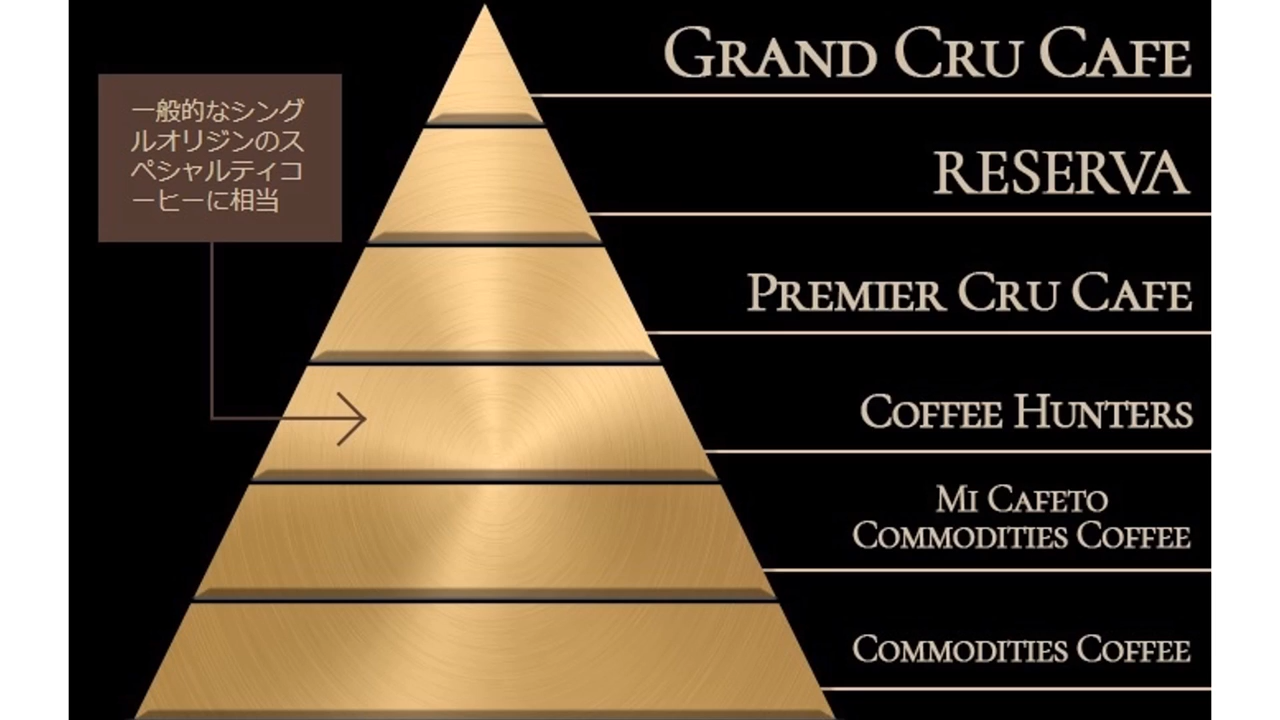 GRAND CRU CAFE
一般的なシング
ルオリジンのス
ペシャルティコ
ーヒーに相当
RESERVA
PREMIER CRU CAFE
COFFEE HUNTERS
MI CAFETO
COMMODITIES COFFEE
COMMODITIES COFFEE